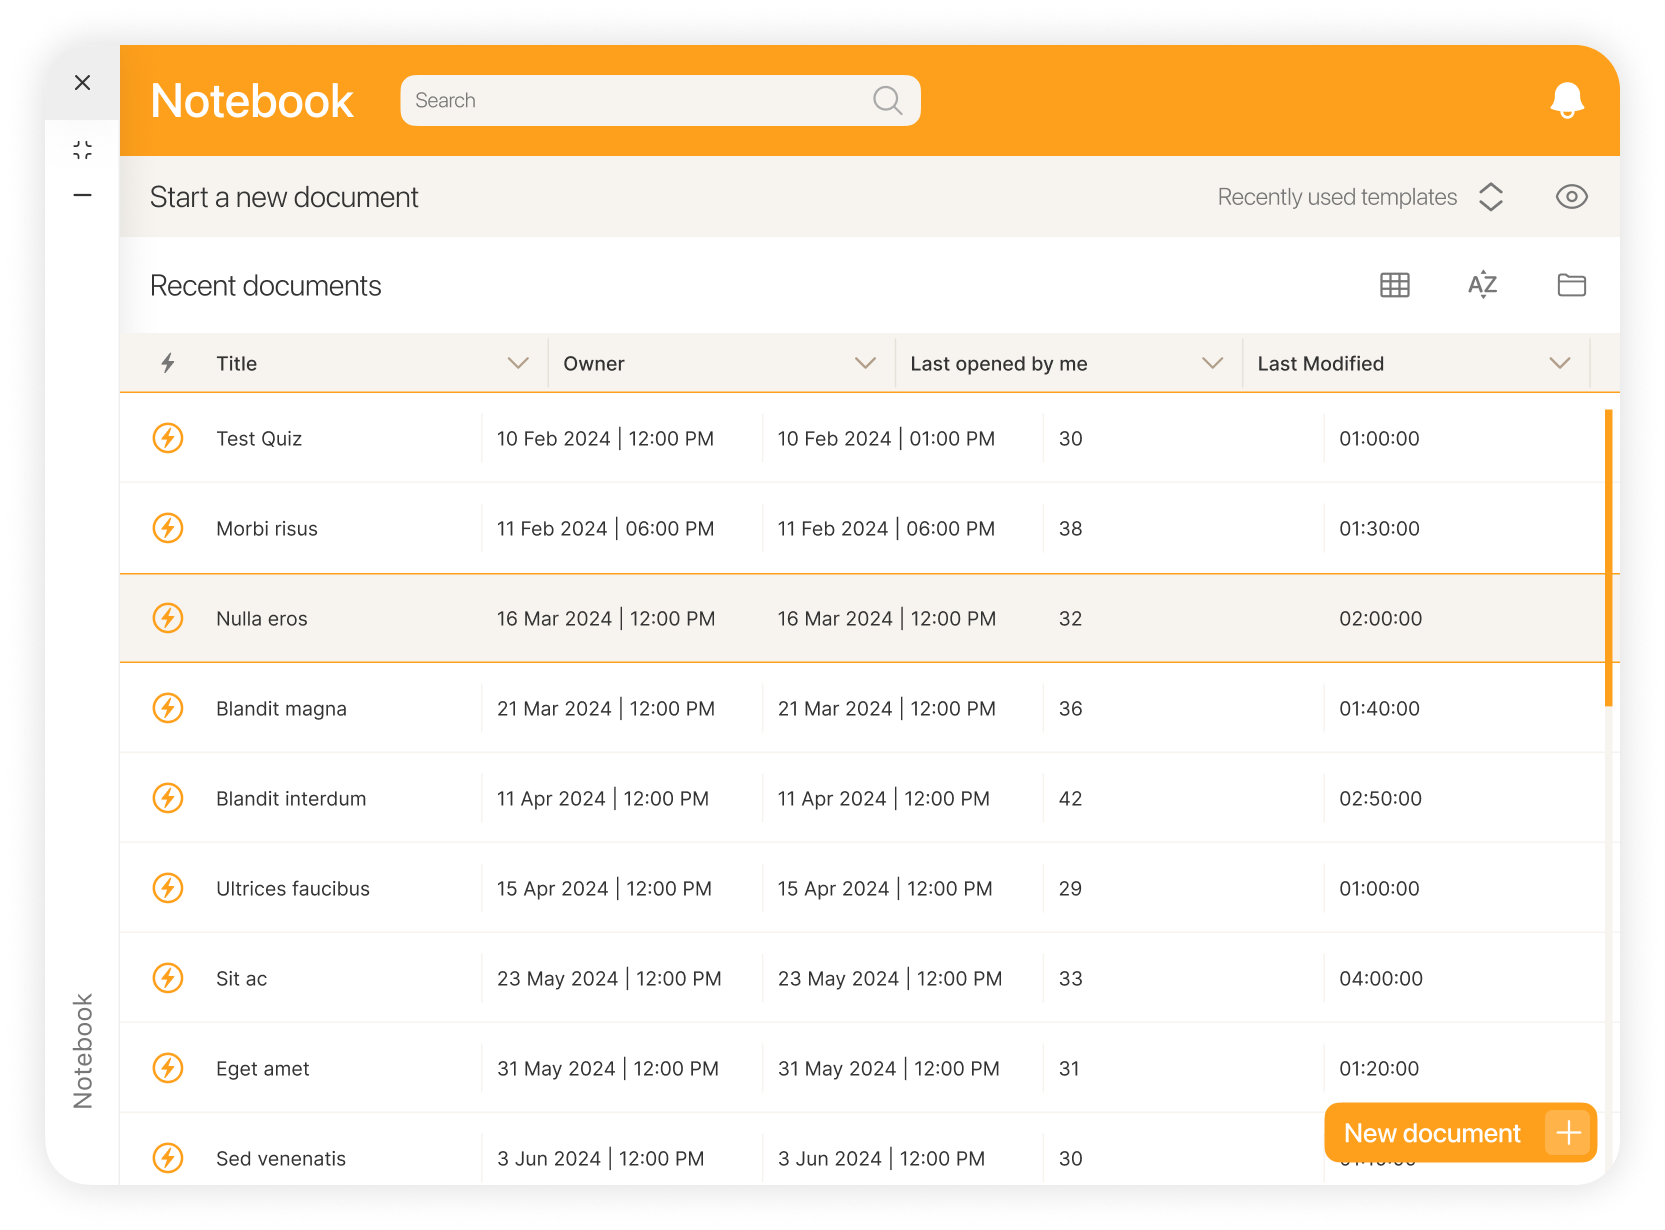 Notebook
Search
Start a new document
Recently used templates
Recent documents
AZ
Title Owner Last opened by me Last Modified
Test Quiz 10 Feb 2024 | 12:00 PM 10 Feb 2024 | 01:00 PM 30 01:00:00
Morbi risus 11 Feb 2024 | 06:00 PM 11 Feb 2024 | 06:00 PM 38 01:30:00
Nulla eros 16 Mar 2024 | 12:00 PM 16 Mar 2024 | 12:00 PM 32 02:00:00
Blandit magna 21 Mar 2024 | 12:00 PM 21 Mar 2024 | 12:00 PM 36 01:40:00
Blandit interdum 11 Apr 2024 | 12:00 PM 11 Apr 2024 | 12:00 PM 42 02:50:00
Ultrices faucibus 15 Apr 2024 | 12:00 PM 15 Apr 2024 | 12:00 PM 29 01:00:00
Sit ac 23 May 2024 | 12:00 PM 23 May 2024 | 12:00 PM 33 04:00:00
Eget amet 31 May 2024 | 12:00 PM 31 May 2024 | 12:00 PM 31 01:20:00
Sed venenatis 3 Jun 2024 | 12:00 PM 3 Jun 2024 | 12:00 PM 30
New document
Notebook